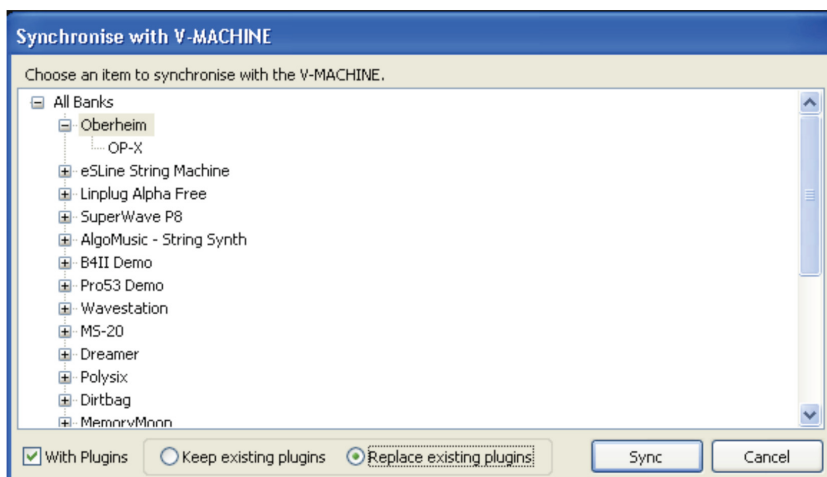 Synchronise with V-MACHINE
Choose an item to synchronise with the V-MACHINE.
All Banks
Oberheim
OP-X
eSLine String Machine
Linplug Alpha Free
SuperWave P8
AlgoMusic - String Synth
B4II Demo
Pro53 Demo
Wavestation
MS-20
Dreamer
Polysix
Dirtbag
MemoryMoon
With Plugins Keep existing plugins Replace existing plugins Sync Cancel